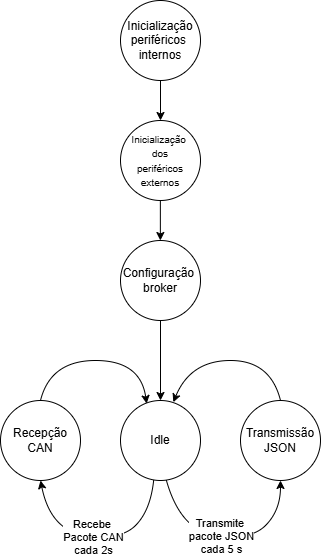 Inicialização
periféricos
internos
Inicialização
dos
periféricos
externos
Configuração
broker
Recepção
CAN
Idle
Transmissão
JSON
Recebe
Pacote CAN
cada 2s
Transmite
pacote JSON
cada 5 s